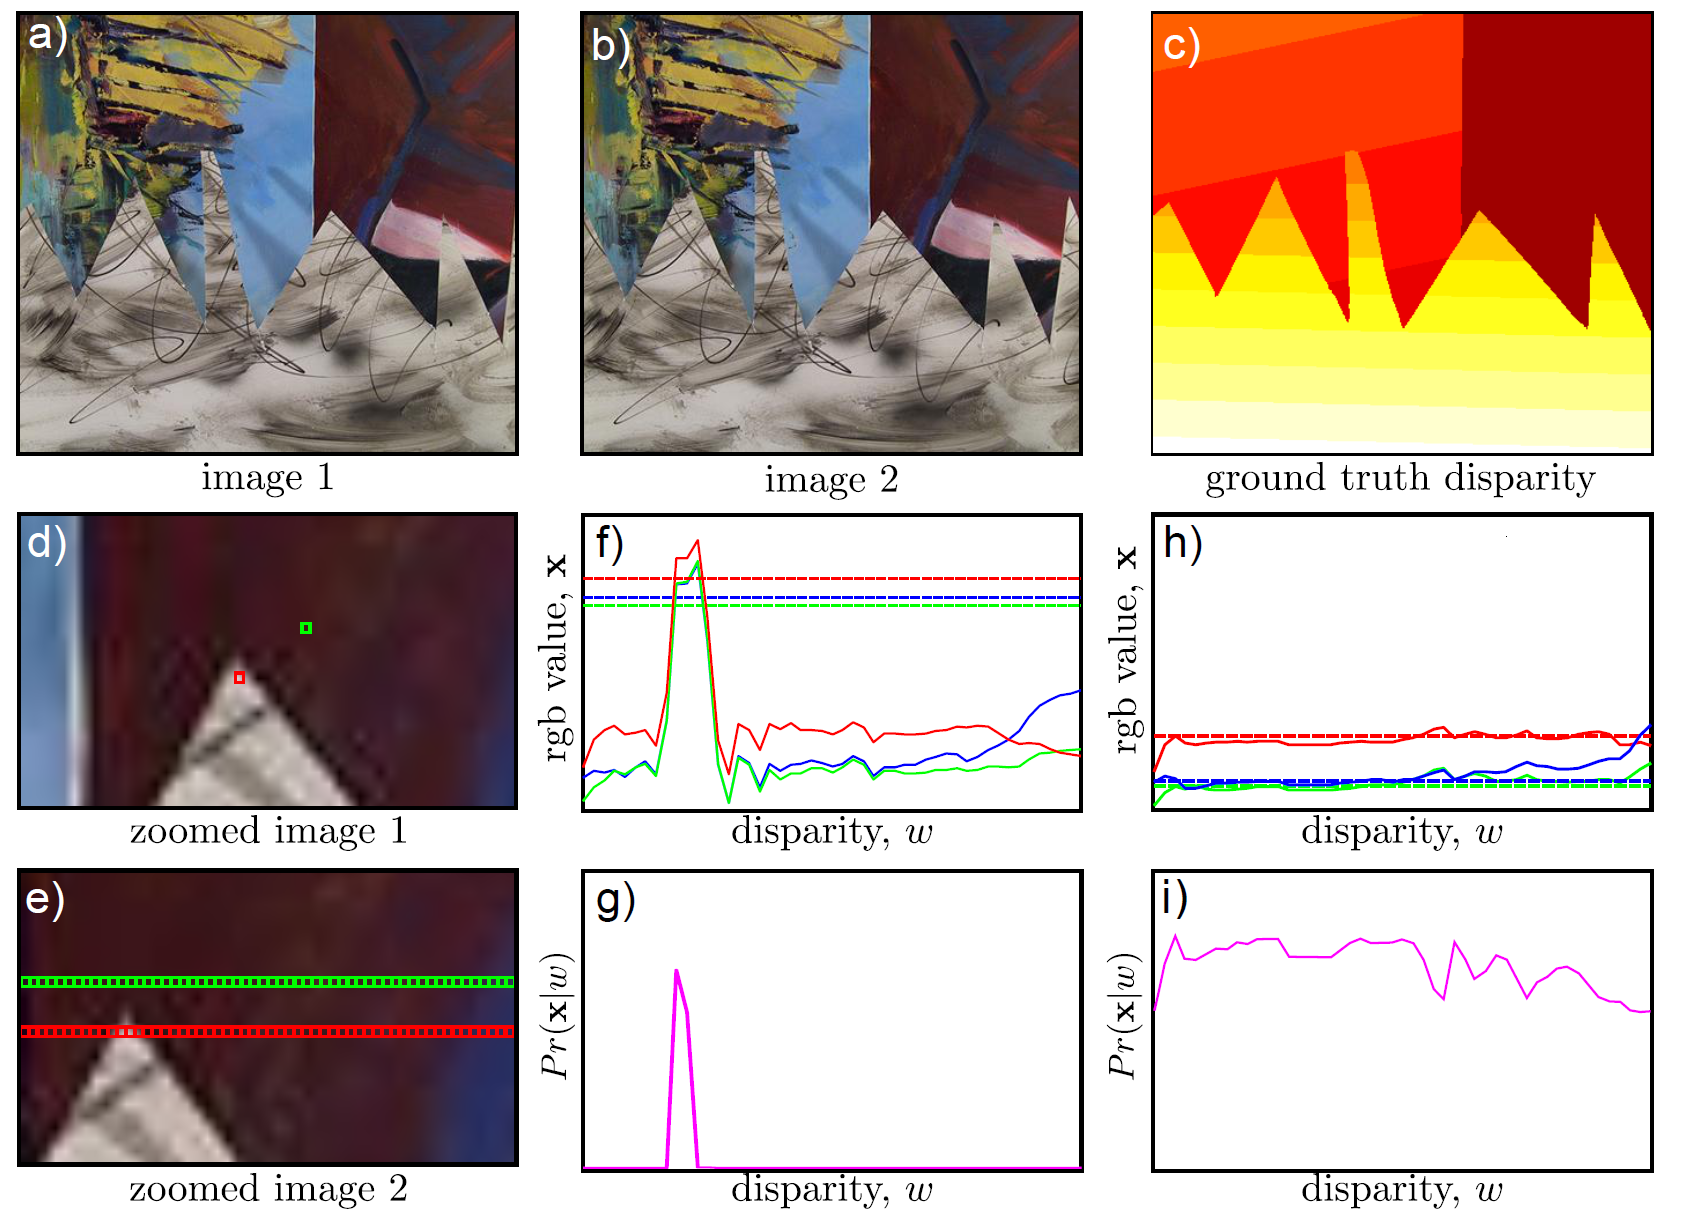 a)
b)
c)
image 1
image 2
ground truth disparity
d)
f)
h)
rgb value, x
rgb value, x
zoomed image 1
disparity, w
disparity, w
e)
g)
i)
Pr(x|w)
Pr(x|w)
zoomed image 2
disparity, w
disparity, w